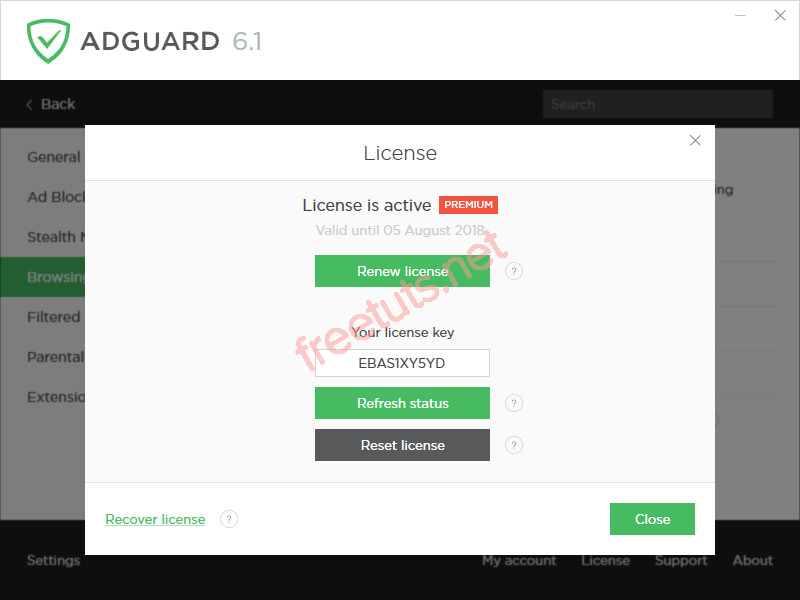 ADGUARD 6.1
Back
Search
License
General
License is active PREMIUM
Ad Block
Valid until 05 August 2018
Stealth M
Renew license ?
Browsing
Filtered
Your license key
EBAS1XY5YD
Parental
Refresh status ?
Extensio
Reset license ?
Recover license ?
Close
Settings
My account License Support About
freetuts.net